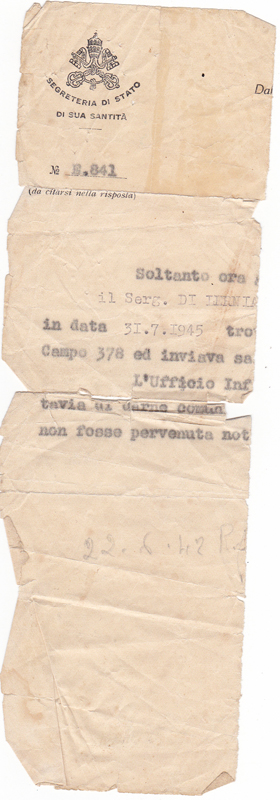 SEGRETERIA DI STATO
DI SUA SANTITÀ
Dal
№ E.841
(da citarsi nella risposta)
Soltanto ora
il Serg. DI
in data 31.7.1945 tro
Campo 378 ed inviava sa
L'Ufficio Inf
tavia di darne comun
non fosse pervenuta not